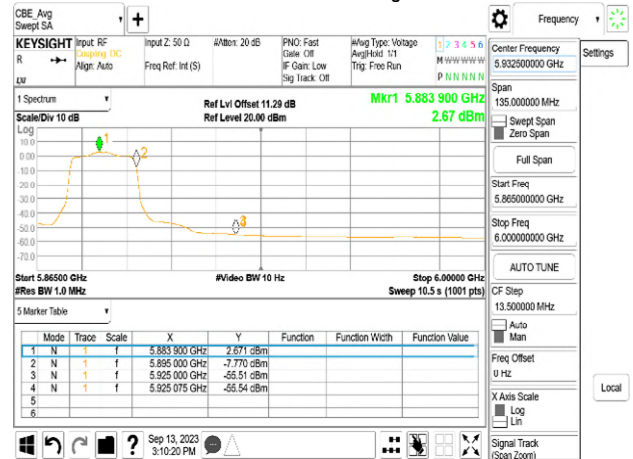 CBE_Avg
Swept SA
Frequency
KEYSIGHT Input: RF Input Z: 50 Ω #Atten: 20 dB PNO: Fast #Avg Type: Voltage 1 2 3 4 5 6
R Coupling: DC Gate: Off Avg|Hold: 1/1 M W W W W W
Align: Auto Freq Ref: Int (S) IF Gain: Low Trig: Free Run
Sig Track: Off P N N N N N
LXI
1 Spectrum
Scale/Div 10 dB
Ref Lvl Offset 11.29 dB
Ref Level 20.00 dBm
Mkr1 5.883 900 GHz
2.67 dBm
Log
10.0
0.00
-10.0
-20.0
-30.0
-40.0
-50.0
-60.0
-70.0
1
2
3
Start 5.86500 GHz #Video BW 10 Hz Stop 6.00000 GHz
#Res BW 1.0 MHz Sweep 10.5 s (1001 pts)
5 Marker Table
Mode Trace Scale X Y Function Function Width Function Value
1 N 1 f 5.883 900 GHz 2.671 dBm
2 N 1 f 5.895 000 GHz -7.770 dBm
3 N 1 f 5.925 000 GHz -55.51 dBm
4 N 1 f 5.925 075 GHz -55.54 dBm
5
6
Sep 13, 2023
3:10:20 PM
Center Frequency
5.932500000 GHz
Span
135.000000 MHz
Swept Span
Zero Span
Full Span
Start Freq
5.865000000 GHz
Stop Freq
6.000000000 GHz
AUTO TUNE
CF Step
13.500000 MHz
Auto
Man
Freq Offset
0 Hz
X Axis Scale
Log
Lin
Signal Track
(Span Zoom)
Settings
Local